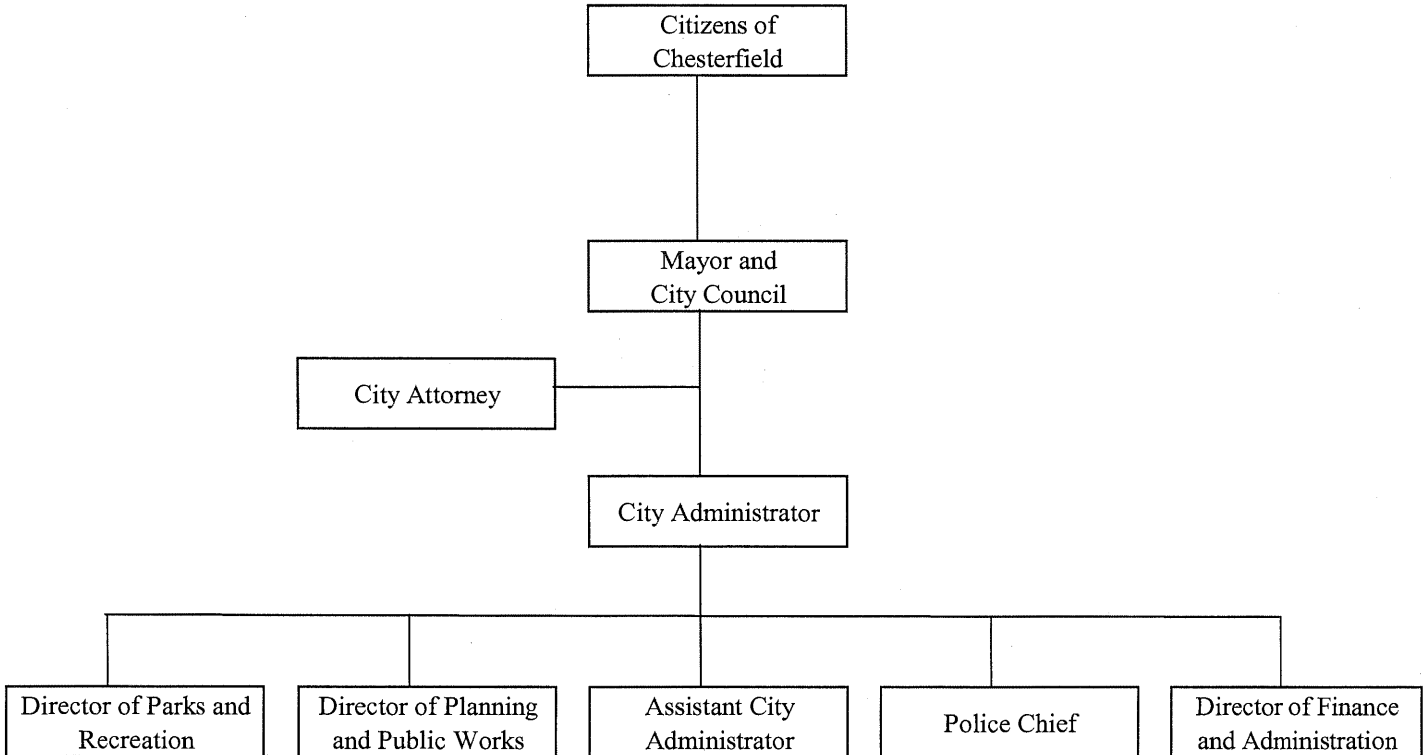 Citizens of
Chesterfield
Mayor and
City Council
City Attorney
City Administrator
Director of Parks and
Recreation
Director of Planning
and Public Works
Assistant City
Administrator
Police Chief
Director of Finance
and Administration